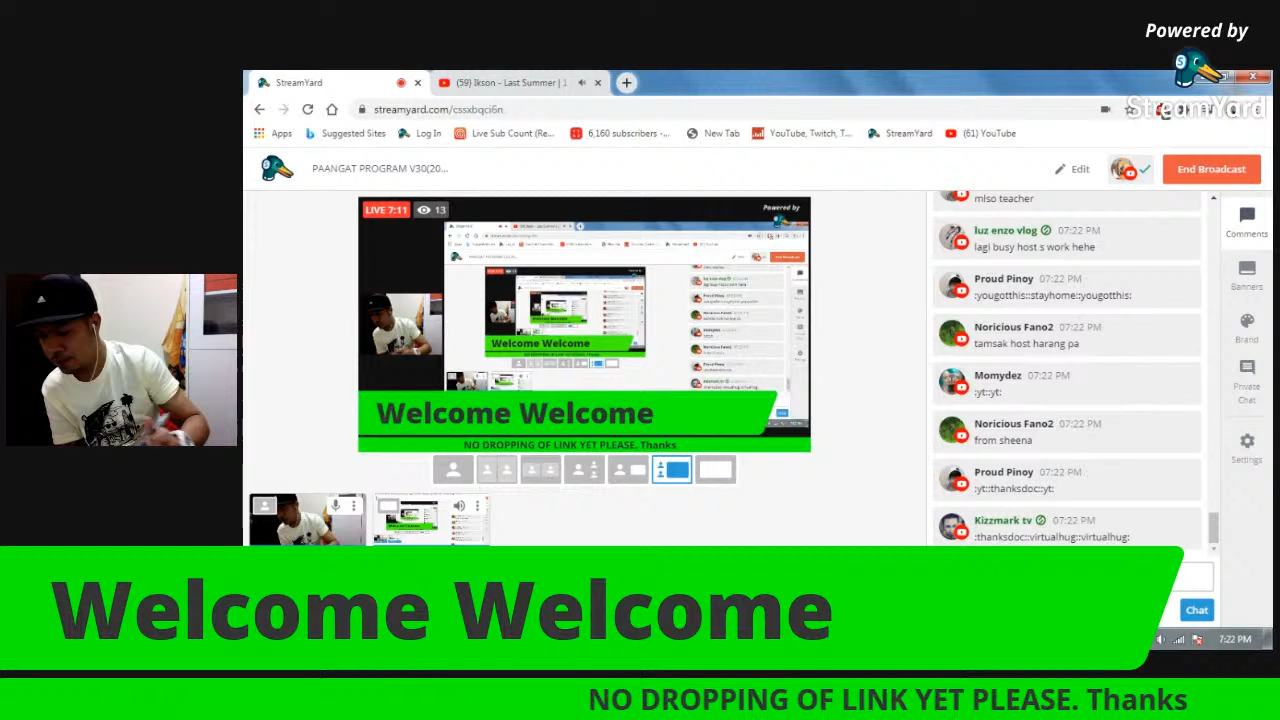 Powered by
StreamYard
StreamYard
(59) Ikson - Last Summer | 1
streamyard.com/cssxbqci6n
Apps
Suggested Sites
Log In
Live Sub Count (Re...
6,160 subscribers -...
New Tab
YouTube, Twitch, T...
StreamYard
(61) YouTube
PAANGAT PROGRAM V30(20...
Edit
End Broadcast
LIVE 7:11
13
Powered by
Welcome Welcome
Welcome Welcome
NO DROPPING OF LINK YET PLEASE. Thanks
mlso teacher
luz enzo vlog 07:22 PM
lagi busy host s work hehe
Proud Pinoy 07:22 PM
:yougotthis::stayhome::yougotthis:
Noricious Fano2 07:22 PM
tamsak host harang pa
Momydez 07:22 PM
:yt::yt:
Noricious Fano2 07:22 PM
from sheena
Proud Pinoy 07:22 PM
:yt::thanksdoc::yt:
Kizzmark tv 07:22 PM
:thanksdoc::virtualhug::virtualhug:
Comments
Banners
Brand
Private
Chat
Settings
Chat
7:22 PM
Welcome Welcome
NO DROPPING OF LINK YET PLEASE. Thanks